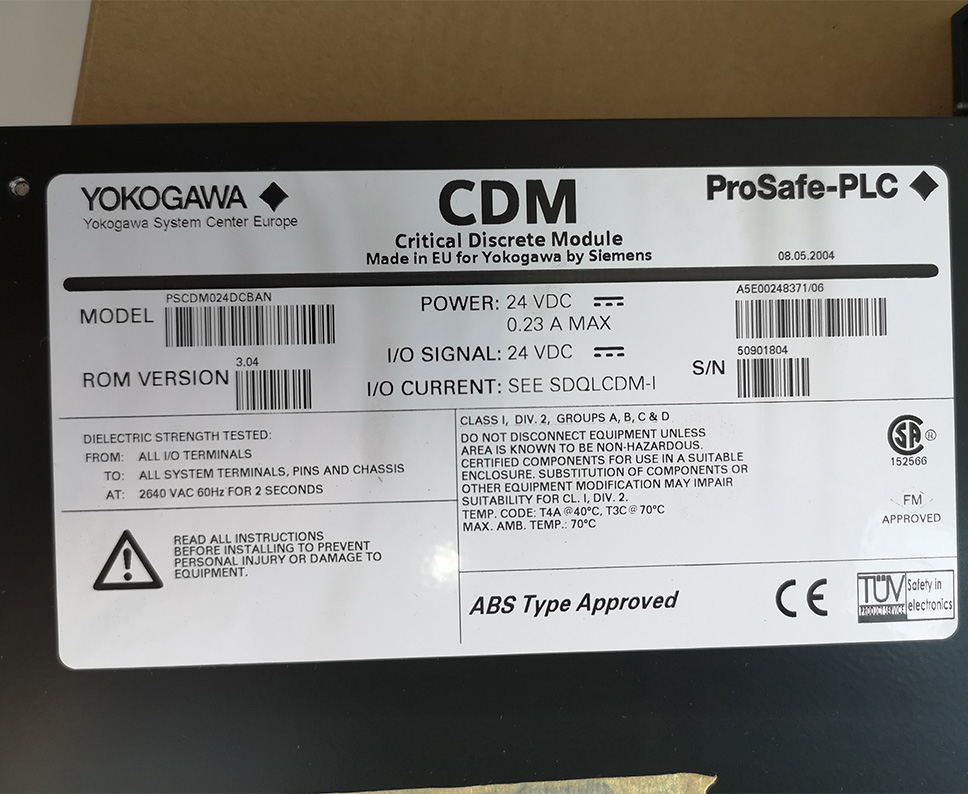 YOKOGAWA
Yokogawa System Center Europe
CDM
Critical Discrete Module
Made in EU for Yokogawa by Siemens
ProSafe-PLC
08.05.2004
MODEL
PSCDM024DCBAN
ROM VERSION
3.04
POWER: 24 VDC
0.23 A MAX
I/O SIGNAL: 24 VDC
I/O CURRENT: SEE SDQLCDM-I
A5E00248371/06
S/N
50901804
DIELECTRIC STRENGTH TESTED:
FROM: ALL I/O TERMINALS
TO: ALL SYSTEM TERMINALS, PINS AND CHASSIS
AT: 2640 VAC 60Hz FOR 2 SECONDS
READ ALL INSTRUCTIONS
BEFORE INSTALLING TO PREVENT
PERSONAL INJURY OR DAMAGE TO
EQUIPMENT.
CLASS I, DIV. 2, GROUPS A, B, C & D
DO NOT DISCONNECT EQUIPMENT UNLESS
AREA IS KNOWN TO BE NON-HAZARDOUS.
CERTIFIED COMPONENTS FOR USE IN A SUITABLE
ENCLOSURE. SUBSTITUTION OF COMPONENTS OR
OTHER EQUIPMENT MODIFICATION MAY IMPAIR
SUITABILITY FOR CL. I, DIV. 2.
TEMP. CODE: T4A @40°C, T3C@70°C
MAX. AMB. TEMP.: 70°C
SA ®
152566
FM
APPROVED
ABS Type Approved
CE
TÜV
PRODUCT SERVICE
Safety in
electronics